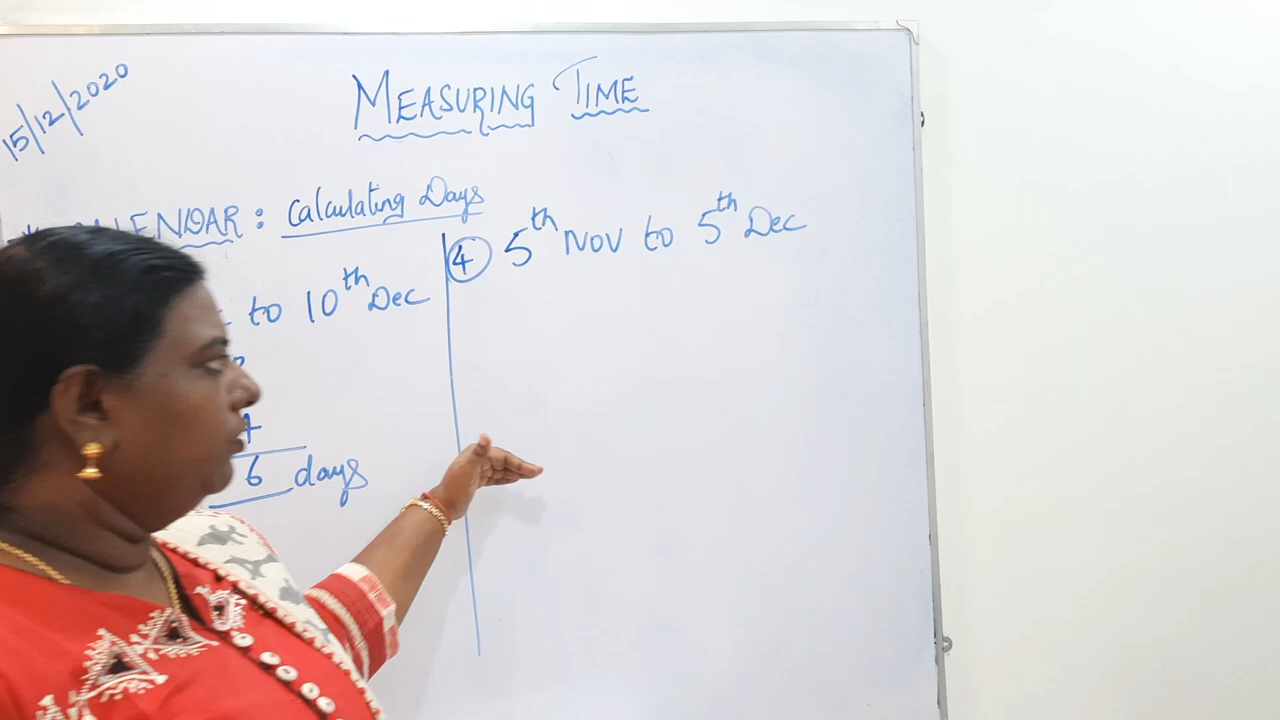 15/12/2020
MEASURING TIME
CALENDAR : Calculating Days
to 10th Dec
6 days
④ 5th Nov to 5th Dec